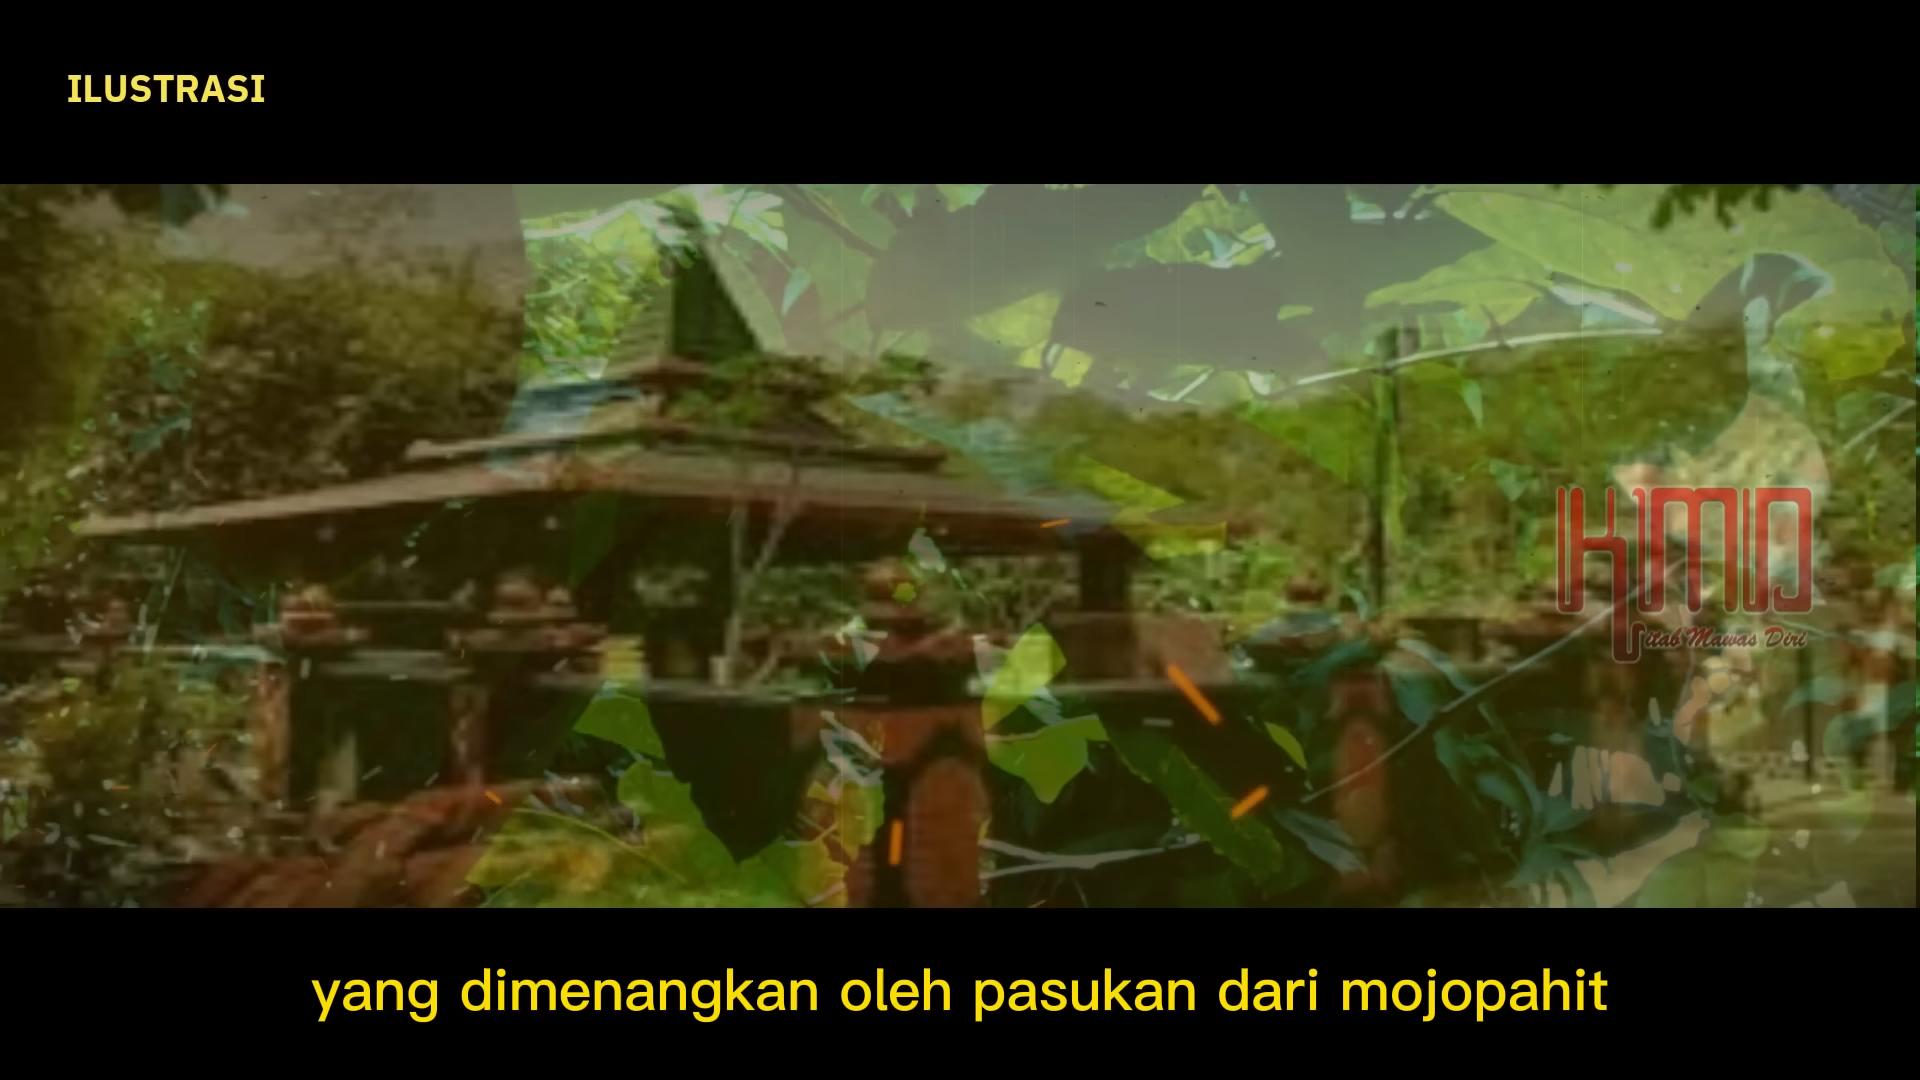 ILUSTRASI
KMD
Kitab Mawas Diri
yang dimenangkan oleh pasukan dari mojopahit